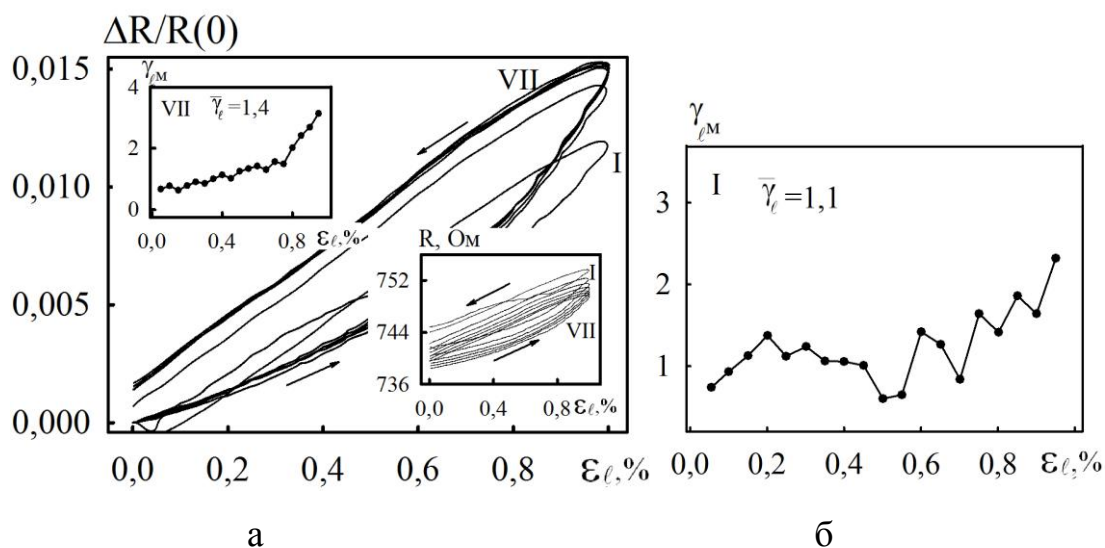 ΔR/R(0)
0,015
0,010
0,005
0,000
0,0 0,2 0,4 0,6 0,8 εℓ,%
VII
I
γℓм
4
2
0
VII γ̅ℓ =1,4
0,0 0,4 0,8 εℓ,%
R, Ом
752
744
736
I
VII
0,0 0,4 0,8 εℓ,%
а
γℓм
3
2
1
I γ̅ℓ =1,1
0,0 0,2 0,4 0,6 0,8 εℓ,%
б